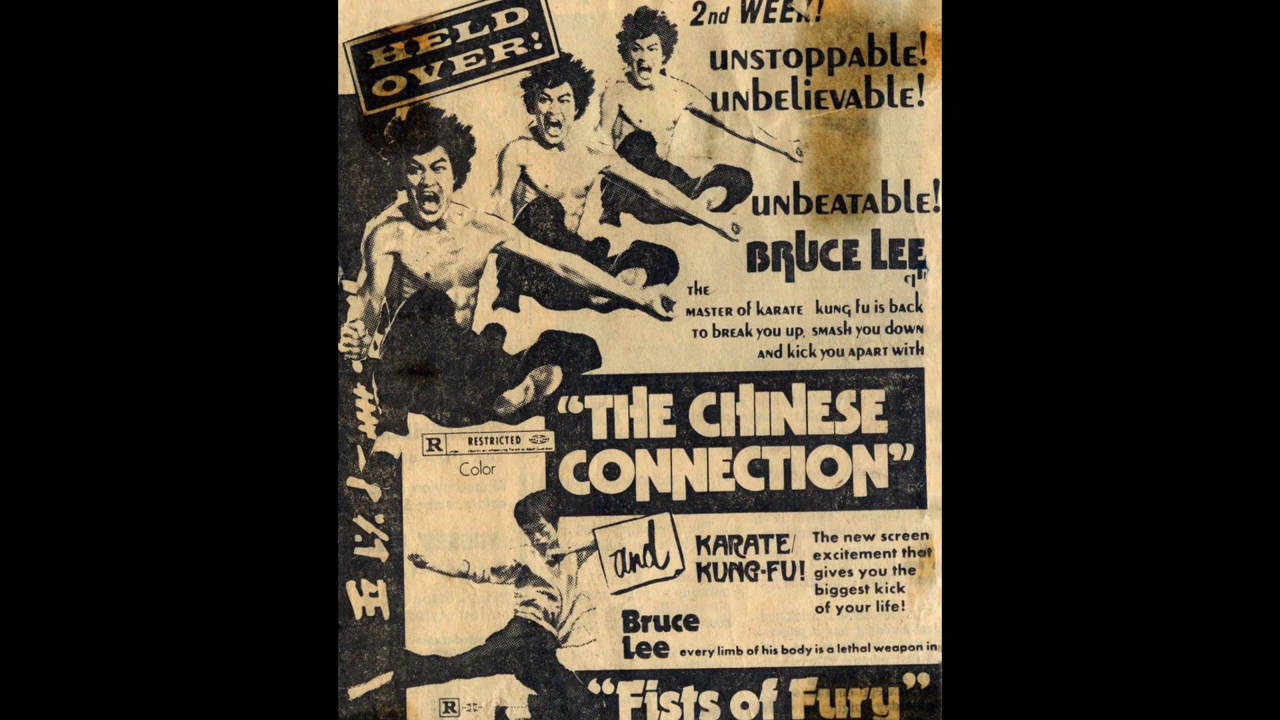 HELD
OVER!
2nd WEEK!
UNSTOPPABLE!
UNBELIEVABLE!
UNBEATABLE!
BRUCE LEE
THE
MASTER of KARATE kung fu is back
TO BREAK you up, SMASH you down
AND kick you APART WITH
"THE CHINESE
CONNECTION"
R RESTRICTED
Color
and
KARATE/
KUNG-FU!
The new screen
excitement that
gives you the
biggest kick
of your life!
Bruce
Lee every limb of his body is a lethal weapon in
"Fists of Fury"
R